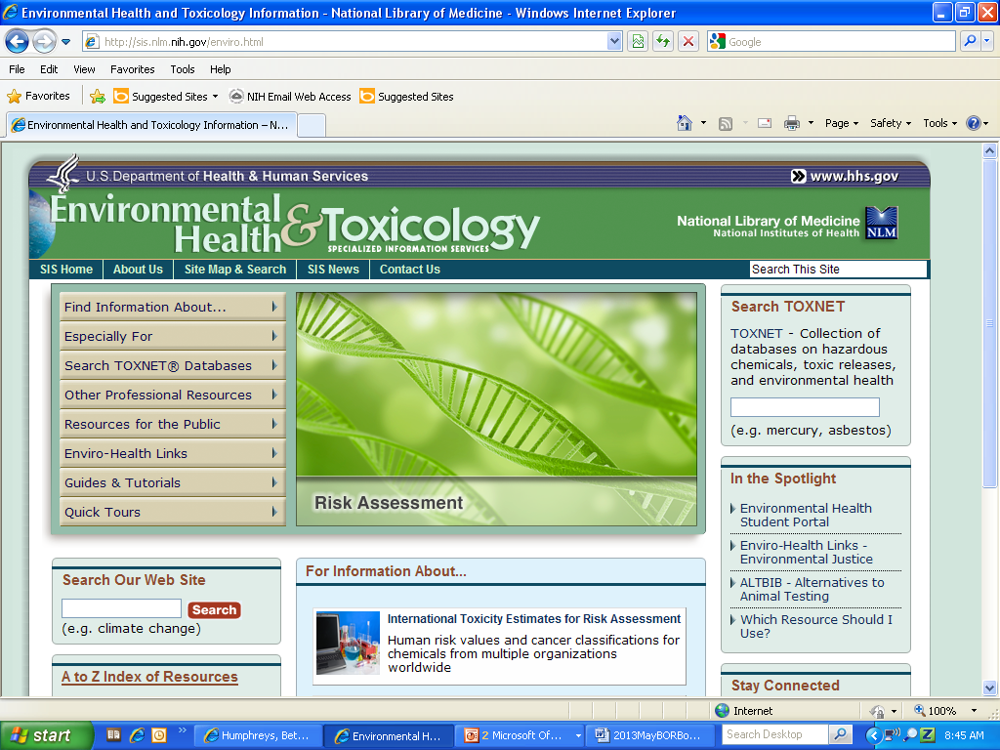 Environmental Health and Toxicology Information - National Library of Medicine - Windows Internet Explorer
http://sis.nlm.nih.gov/enviro.html
Google
File Edit View Favorites Tools Help
Favorites Suggested Sites NIH Email Web Access Suggested Sites
Environmental Health and Toxicology Information – N...
Page Safety Tools
U.S.Department of Health & Human Services
www.hhs.gov
Environmental Health & Toxicology
SPECIALIZED INFORMATION SERVICES
National Library of Medicine
National Institutes of Health
NLM
SIS Home About Us Site Map & Search SIS News Contact Us
Search This Site
Find Information About...
Especially For
Search TOXNET® Databases
Other Professional Resources
Resources for the Public
Enviro-Health Links
Guides & Tutorials
Quick Tours
Risk Assessment
Search TOXNET
TOXNET - Collection of
databases on hazardous
chemicals, toxic releases,
and environmental health
(e.g. mercury, asbestos)
In the Spotlight
Environmental Health
Student Portal
Enviro-Health Links -
Environmental Justice
ALTBIB - Alternatives to
Animal Testing
Which Resource Should I
Use?
Stay Connected
Search Our Web Site
Search
(e.g. climate change)
A to Z Index of Resources
For Information About...
International Toxicity Estimates for Risk Assessment
Human risk values and cancer classifications for
chemicals from multiple organizations
worldwide
Internet
100%
start
Humphreys, Bet...
Environmental H...
2 Microsoft Of...
2013MayBORBo...
Search Desktop
8:45 AM